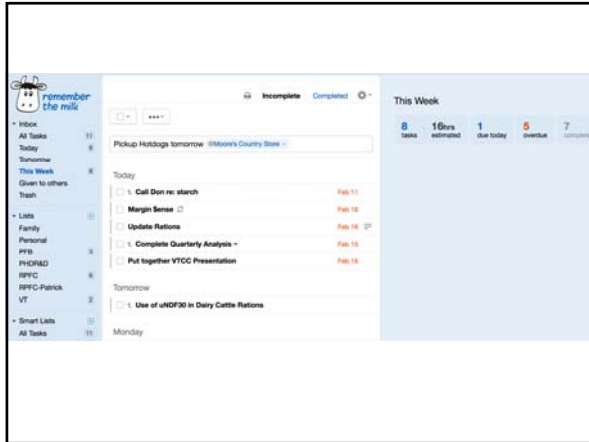 remember
the milk
Inbox
All Tasks 11
Today 6
Tomorrow
This Week 8
Given to others
Trash
Lists
Family
Personal
PFB 3
PHDR&D
RPFC 6
RPFC-Patrick
VT 2
Smart Lists
All Tasks 11
Incomplete Completed
Pickup Hotdogs tomorrow @Moore's Country Store
Today
1. Call Don re: starch Feb 11
Margin $ense Feb 18
Update Rations Feb 18
1. Complete Quarterly Analysis ~ Feb 15
Put together VTCC Presentation Feb 18
Tomorrow
1. Use of uNDF30 in Dairy Cattle Rations
Monday
This Week
8 16hrs 1 5 7
tasks estimated due today overdue